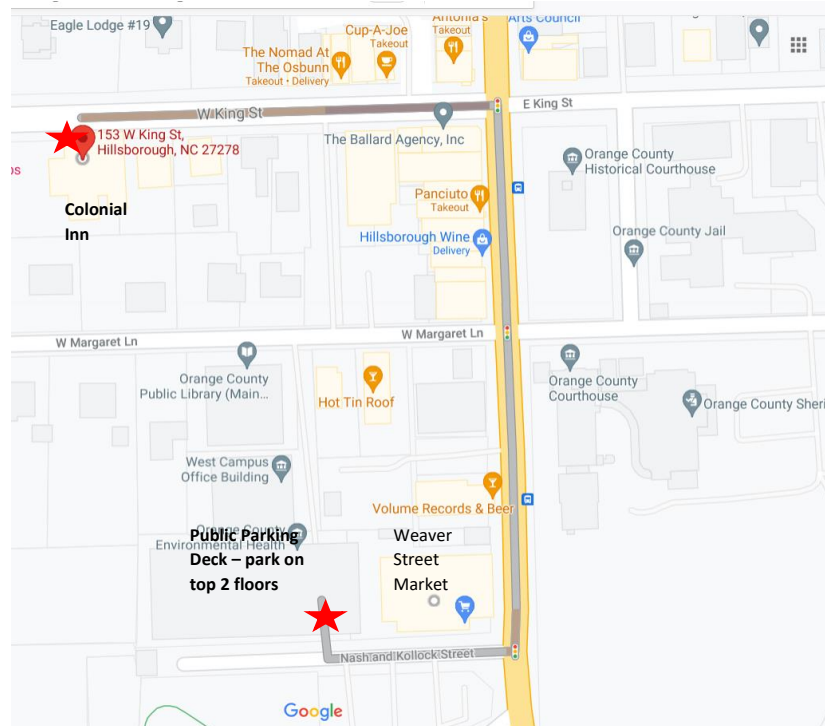 Eagle Lodge #19
Cup-A-Joe
Takeout
Antonia's
Takeout
Arts Council
The Nomad At
The Osbunn
Takeout • Delivery
W King St
E King St
153 W King St,
Hillsborough, NC 27278
The Ballard Agency, Inc
Orange County
Historical Courthouse
os
Colonial
Inn
Panciuto
Takeout
Hillsborough Wine
Delivery
Orange County Jail
W Margaret Ln
W Margaret Ln
Orange County
Public Library (Main...
Hot Tin Roof
Orange County
Courthouse
Orange County Sheri
West Campus
Office Building
Volume Records & Beer
Orange County
Environmental Health
Public Parking
Deck – park on
top 2 floors
Weaver
Street
Market
Nash and Kollock Street
Google